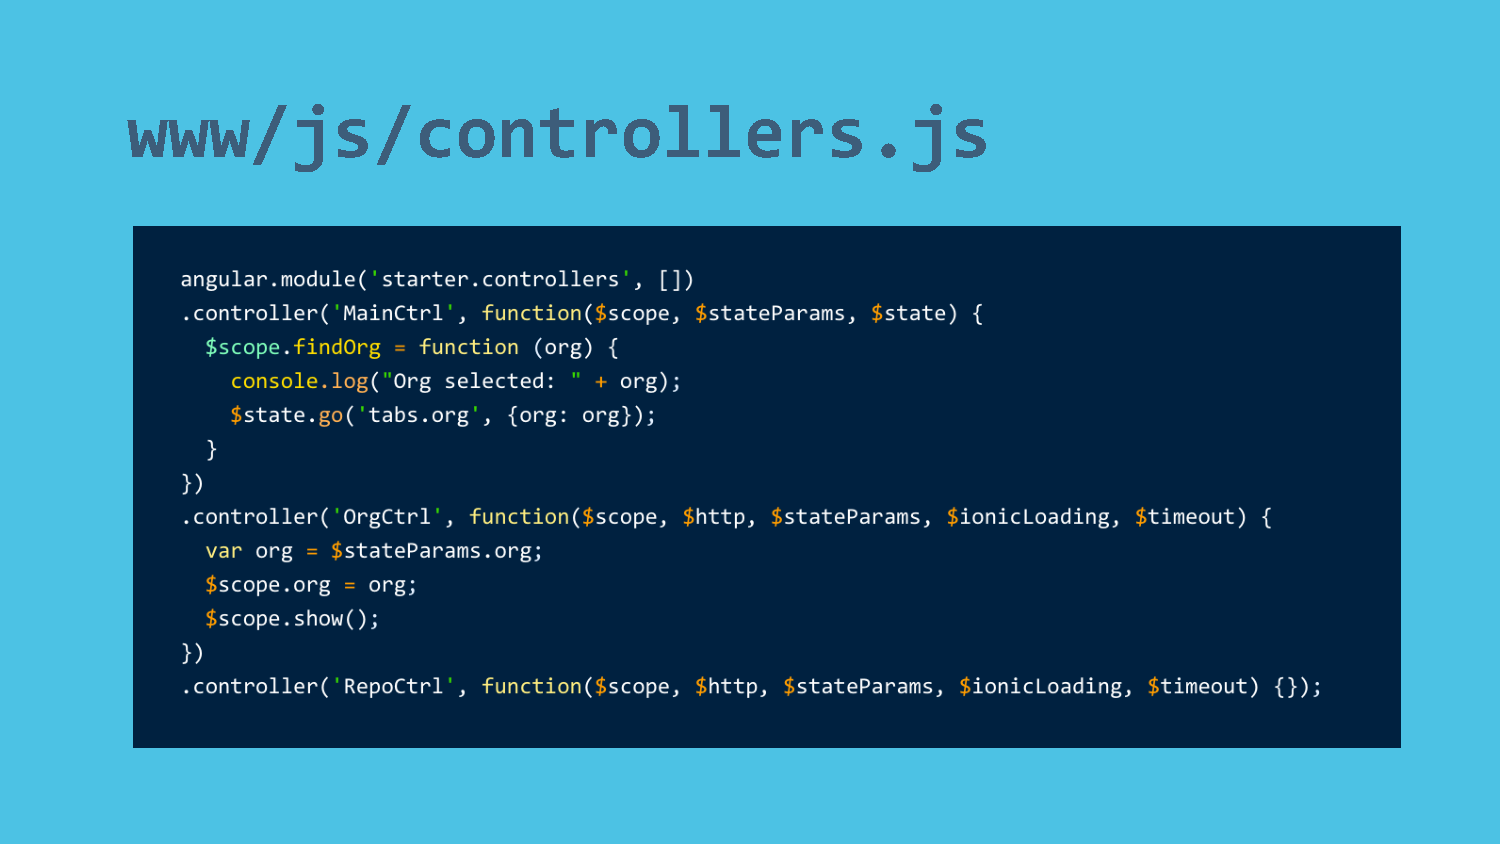 www/js/controllers.js
angular.module('starter.controllers', [])
.controller('MainCtrl', function($scope, $stateParams, $state) {
  $scope.findOrg = function (org) {
    console.log("Org selected: " + org);
    $state.go('tabs.org', {org: org});
  }
})
.controller('OrgCtrl', function($scope, $http, $stateParams, $ionicLoading, $timeout) {
  var org = $stateParams.org;
  $scope.org = org;
  $scope.show();
})
.controller('RepoCtrl', function($scope, $http, $stateParams, $ionicLoading, $timeout) {});